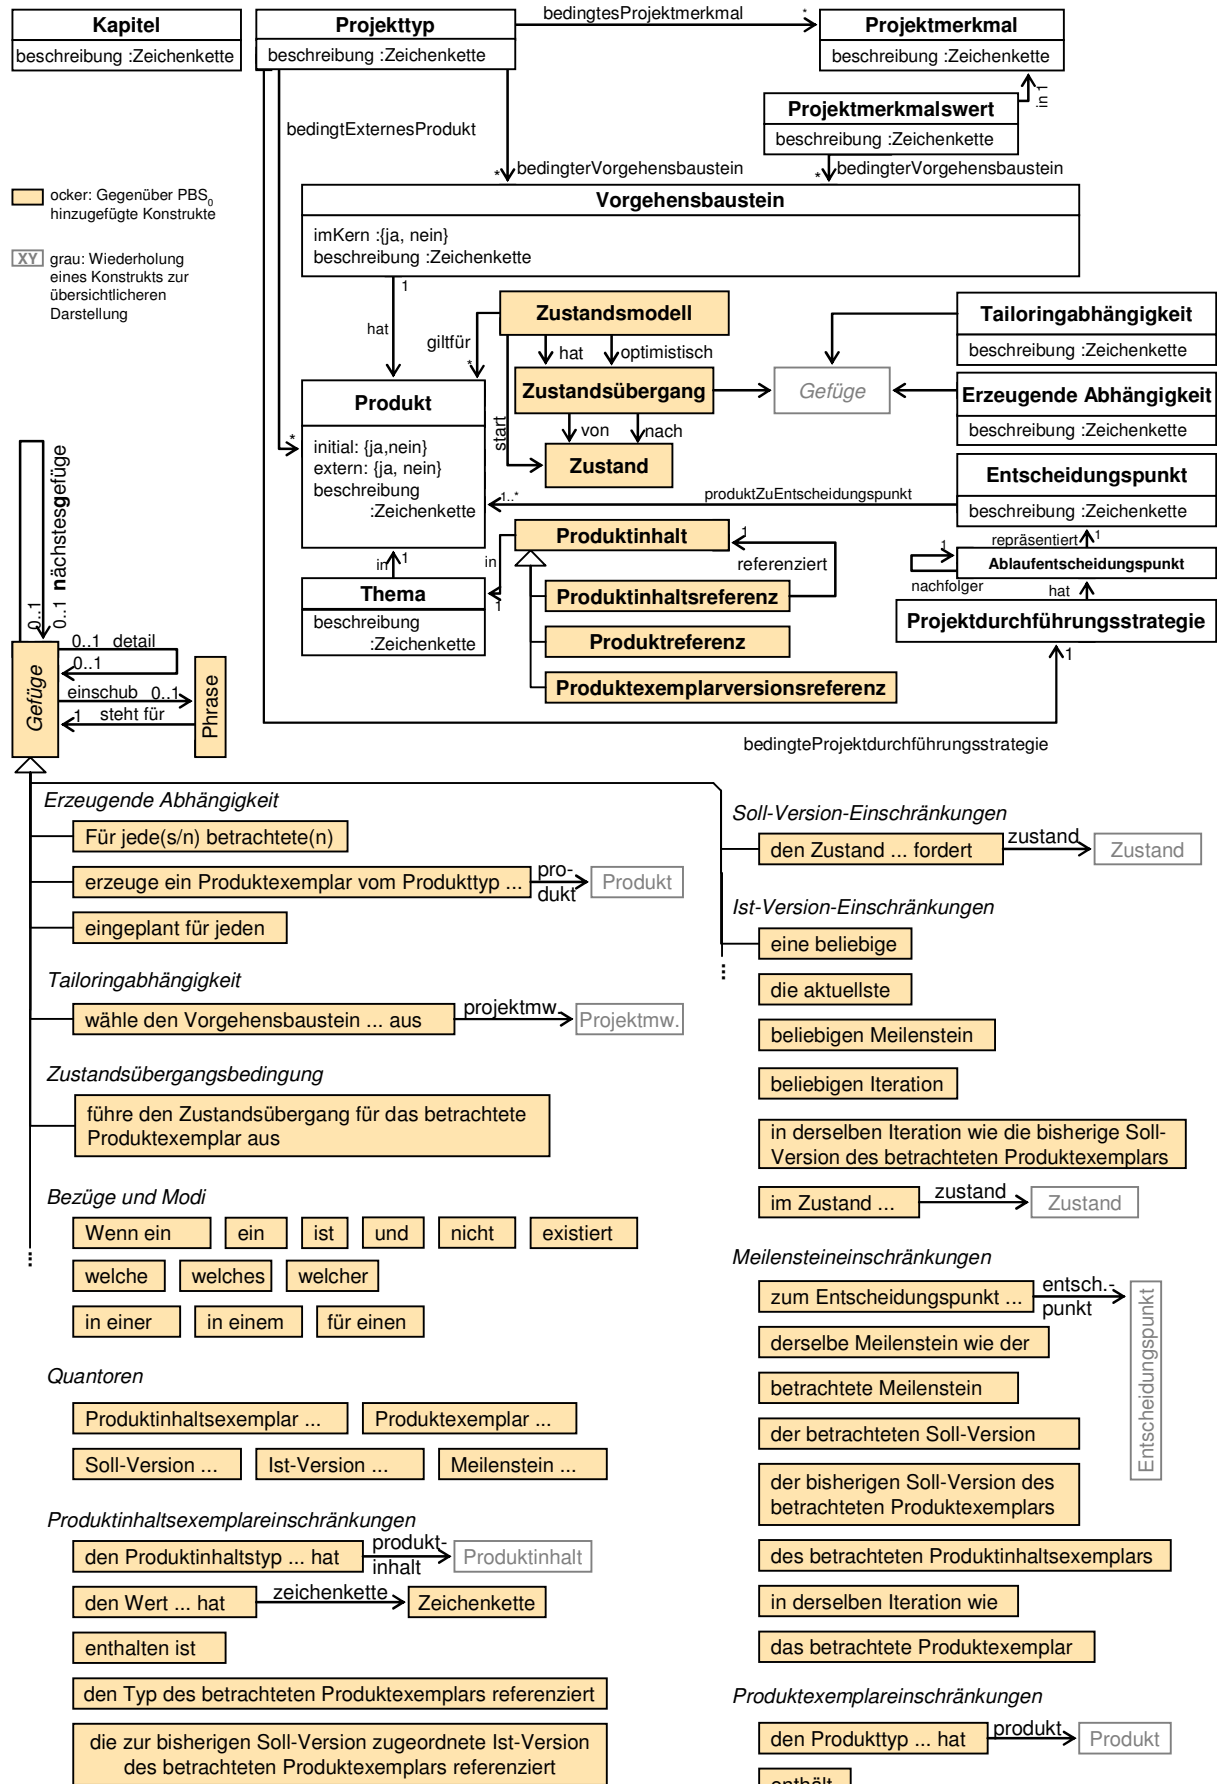 Kapitel
beschreibung :Zeichenkette
Projekttyp
beschreibung :Zeichenkette
bedingtesProjektmerkmal
*
Projektmerkmal
beschreibung :Zeichenkette
in 1
Projektmerkmalswert
beschreibung :Zeichenkette
bedingtExternesProdukt
* bedingterVorgehensbaustein
* bedingterVorgehensbaustein
ocker: Gegenüber PBS0
hinzugefügte Konstrukte
XY grau: Wiederholung
eines Konstrukts zur
übersichtlicheren
Darstellung
Vorgehensbaustein
imKern :{ja, nein}
beschreibung :Zeichenkette
1
hat
giltfür
*
Zustandsmodell
hat
optimistisch
Zustandsübergang
von
nach
start
Zustand
Gefüge
Tailoringabhängigkeit
beschreibung :Zeichenkette
Erzeugende Abhängigkeit
beschreibung :Zeichenkette
Entscheidungspunkt
beschreibung :Zeichenkette
Produkt
initial: {ja,nein}
extern: {ja, nein}
beschreibung
:Zeichenkette
*
1..*
produktZuEntscheidungspunkt
repräsentiert
1
1
Ablaufentscheidungspunkt
nachfolger
hat
Projektdurchführungsstrategie
1
in
1
Thema
beschreibung
:Zeichenkette
in
1
Produktinhalt
1
referenziert
Produktinhaltsreferenz
Produktreferenz
Produktexemplarversionsreferenz
bedingteProjektdurchführungsstrategie
0..1
0..1 nächstesgefüge
Gefüge
0..1 detail
0..1
einschub 0..1
1 steht für
Phrase
Erzeugende Abhängigkeit
Für jede(s/n) betrachtete(n)
erzeuge ein Produktexemplar vom Produkttyp ...
pro-
dukt
Produkt
eingeplant für jeden
Tailoringabhängigkeit
wähle den Vorgehensbaustein ... aus
projektmw.
Projektmw.
Zustandsübergangsbedingung
führe den Zustandsübergang für das betrachtete
Produktexemplar aus
Bezüge und Modi
Wenn ein
ein
ist
und
nicht
existiert
welche
welches
welcher
in einer
in einem
für einen
...
Quantoren
Produktinhaltsexemplar ...
Produktexemplar ...
Soll-Version ...
Ist-Version ...
Meilenstein ...
Produktinhaltsexemplareinschränkungen
den Produktinhaltstyp ... hat
produkt-
inhalt
Produktinhalt
den Wert ... hat
zeichenkette
Zeichenkette
enthalten ist
den Typ des betrachteten Produktexemplars referenziert
die zur bisherigen Soll-Version zugeordnete Ist-Version
des betrachteten Produktexemplars referenziert
Soll-Version-Einschränkungen
den Zustand ... fordert
zustand
Zustand
Ist-Version-Einschränkungen
eine beliebige
...
die aktuellste
beliebigen Meilenstein
beliebigen Iteration
in derselben Iteration wie die bisherige Soll-
Version des betrachteten Produktexemplars
im Zustand ...
zustand
Zustand
Meilensteineinschränkungen
zum Entscheidungspunkt ...
entsch.-
punkt
Entscheidungspunkt
derselbe Meilenstein wie der
betrachtete Meilenstein
der betrachteten Soll-Version
der bisherigen Soll-Version des
betrachteten Produktexemplars
des betrachteten Produktinhaltsexemplars
in derselben Iteration wie
das betrachtete Produktexemplar
Produktexemplareinschränkungen
den Produkttyp ... hat
produkt
Produkt
enthält